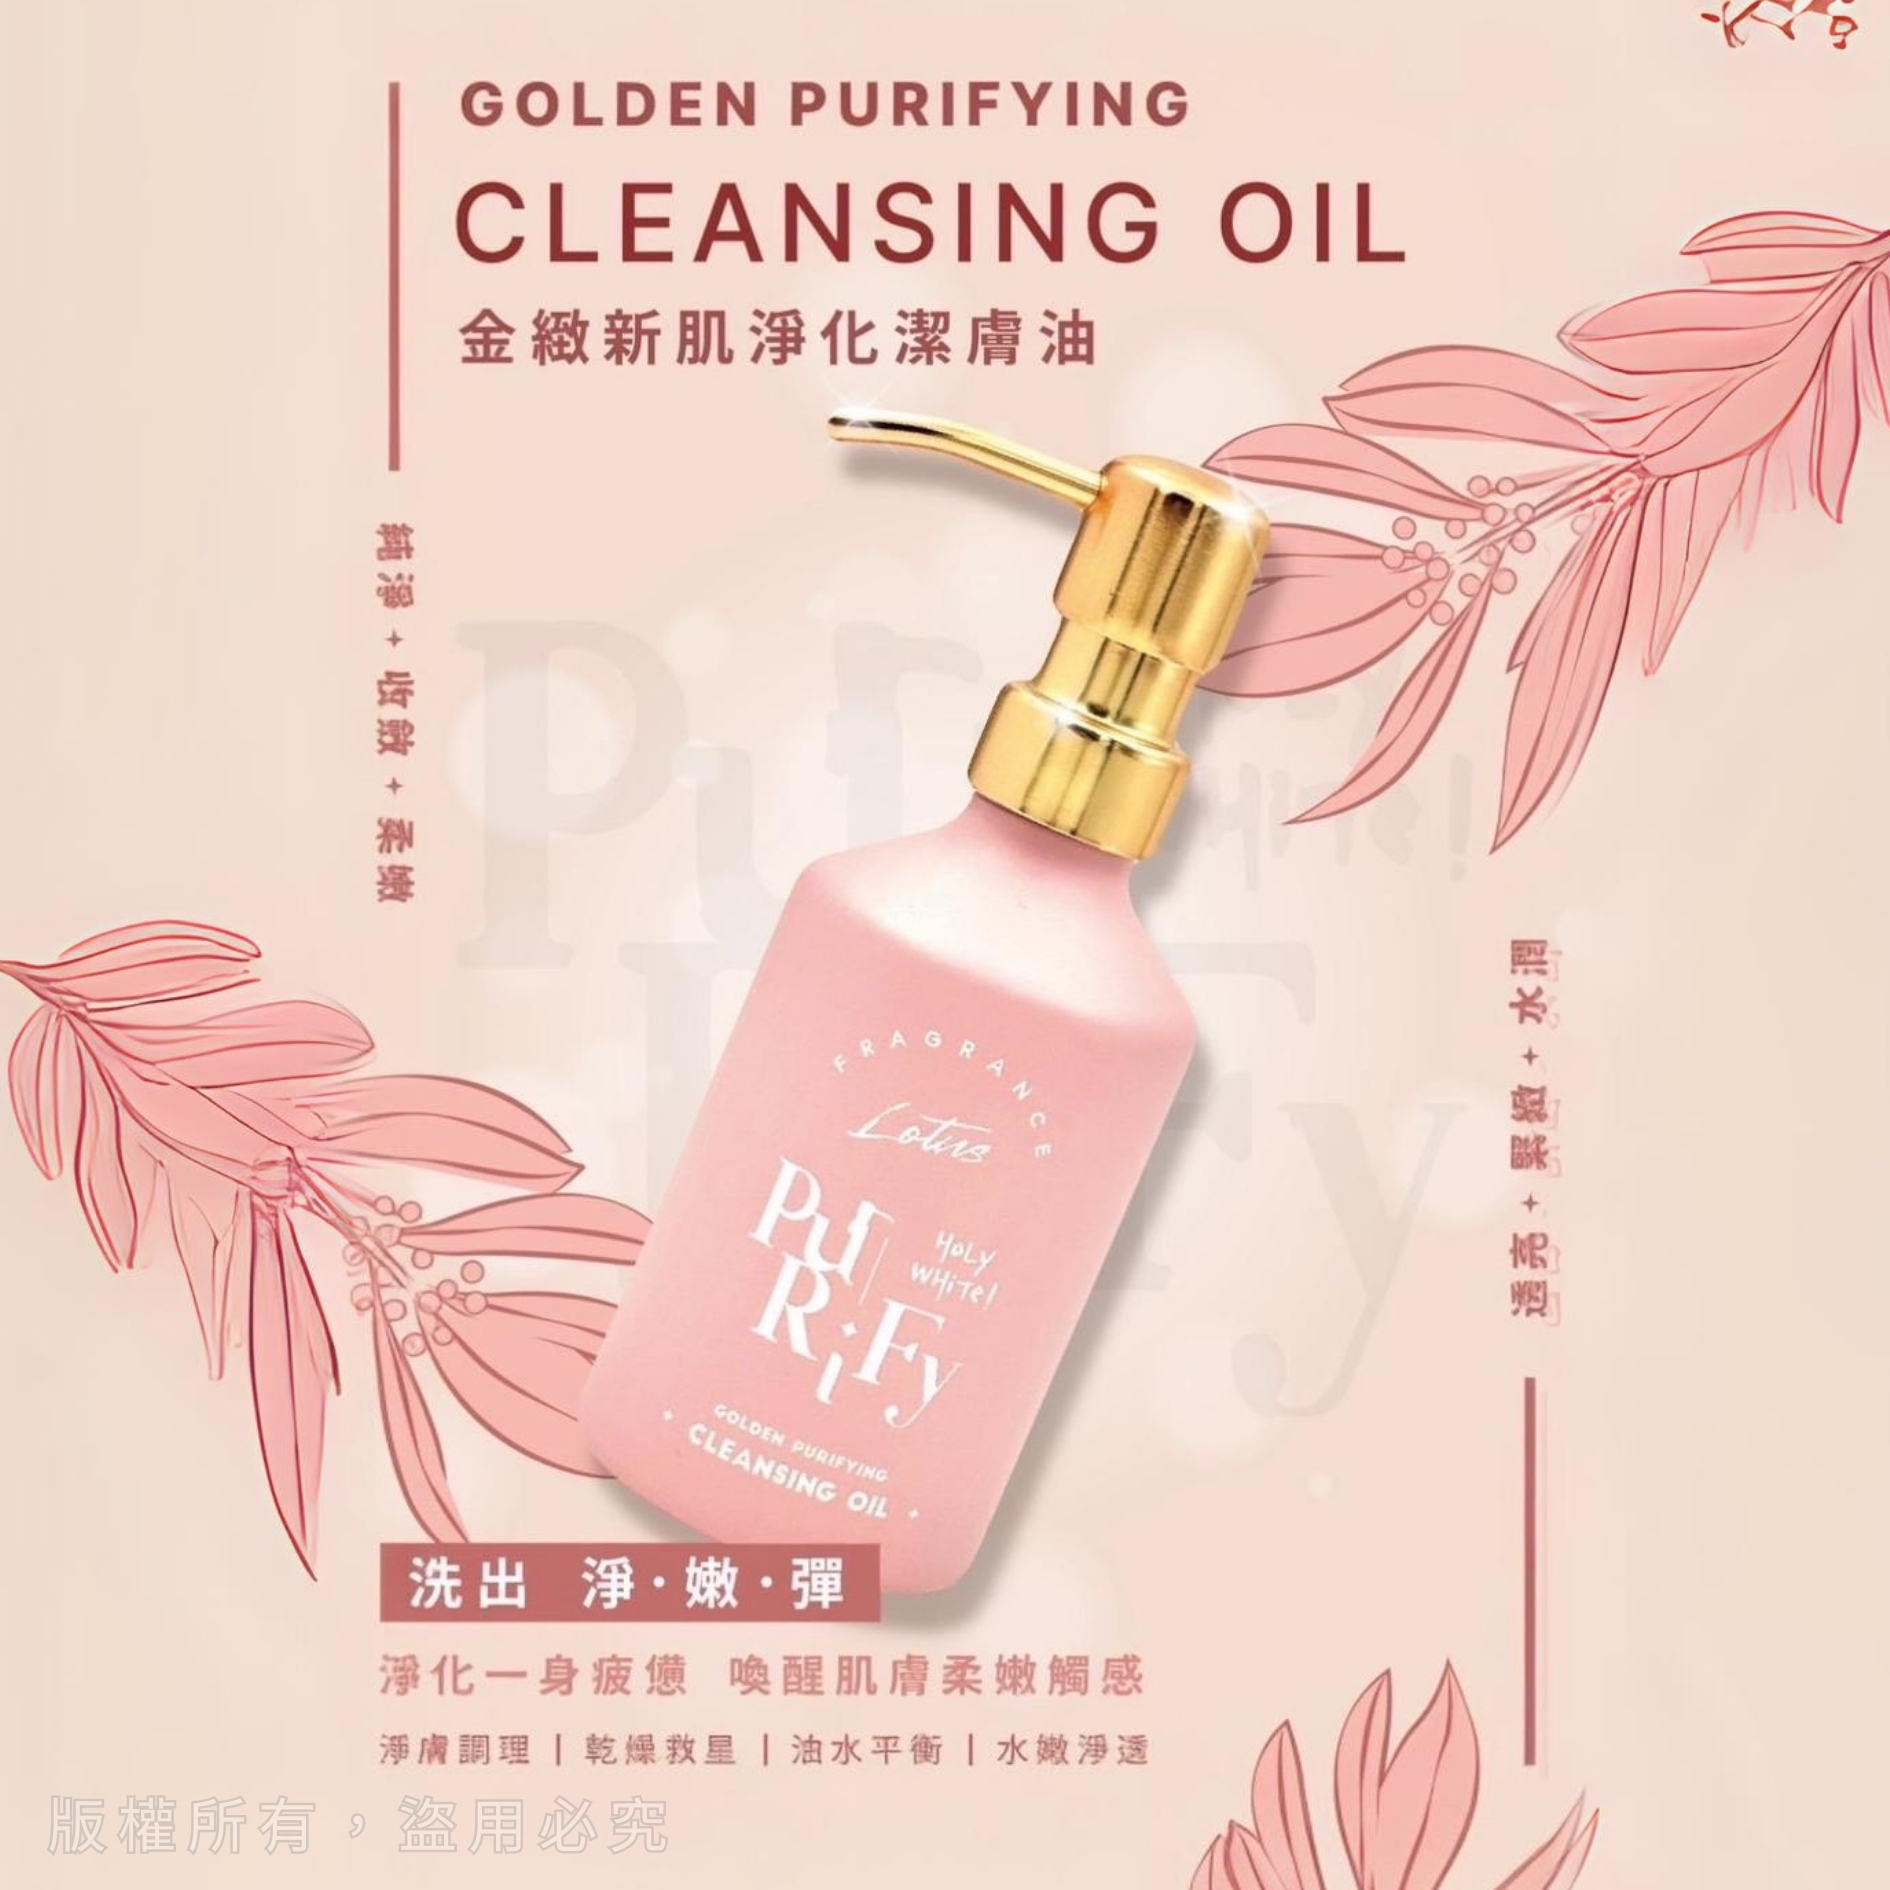 GOLDEN PURIFYING
CLEANSING OIL
金緻新肌淨化潔膚油
純淨 + 收斂 + 柔嫩
透亮 + 緊緻 + 水潤
FRAGRANCE
Lotus
PuRiFy
HOLY WHiTe!
GOLDEN PURIFYING
CLEANSING OIL
洗出 淨·嫩·彈
淨化一身疲憊 喚醒肌膚柔嫩觸感
淨膚調理 | 乾燥救星 | 油水平衡 | 水嫩淨透
版權所有，盜用必究